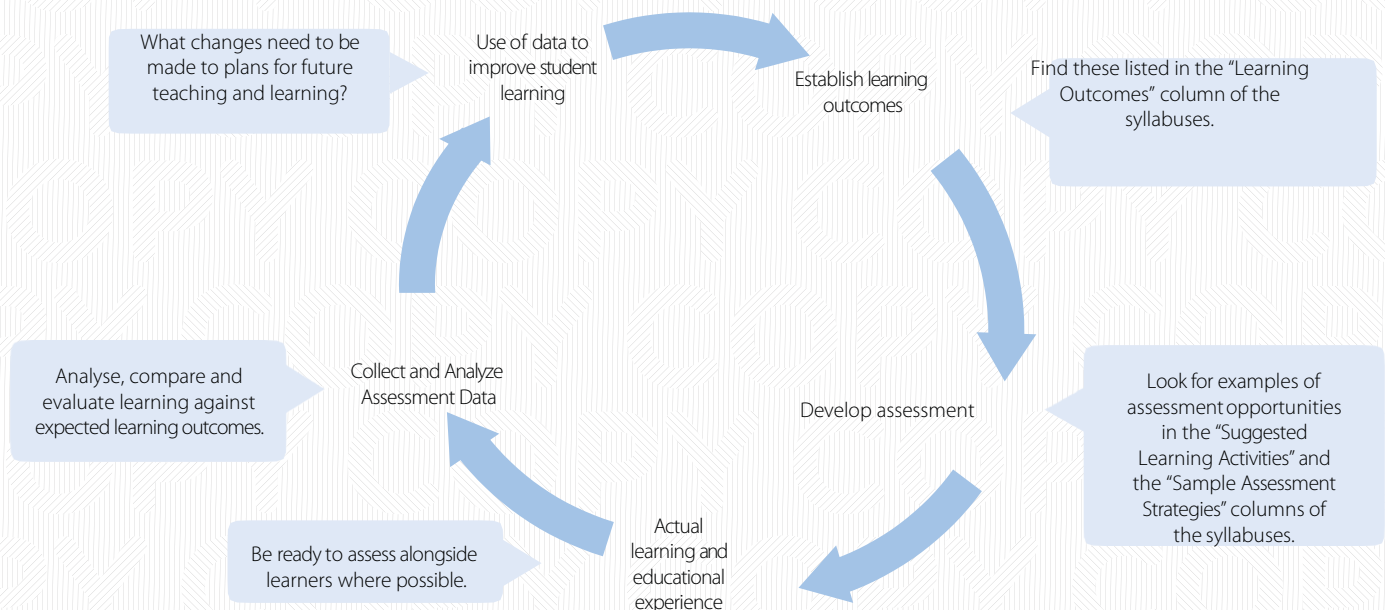 What changes need to be
made to plans for future
teaching and learning?
Use of data to
improve student
learning
Establish learning
outcomes
Find these listed in the “Learning
Outcomes” column of the
syllabuses.
Develop assessment
Look for examples of
assessment opportunities
in the “Suggested
Learning Activities” and
the “Sample Assessment
Strategies” columns of
the syllabuses.
Actual
learning and
educational
experience
Be ready to assess alongside
learners where possible.
Collect and Analyze
Assessment Data
Analyse, compare and
evaluate learning against
expected learning outcomes.